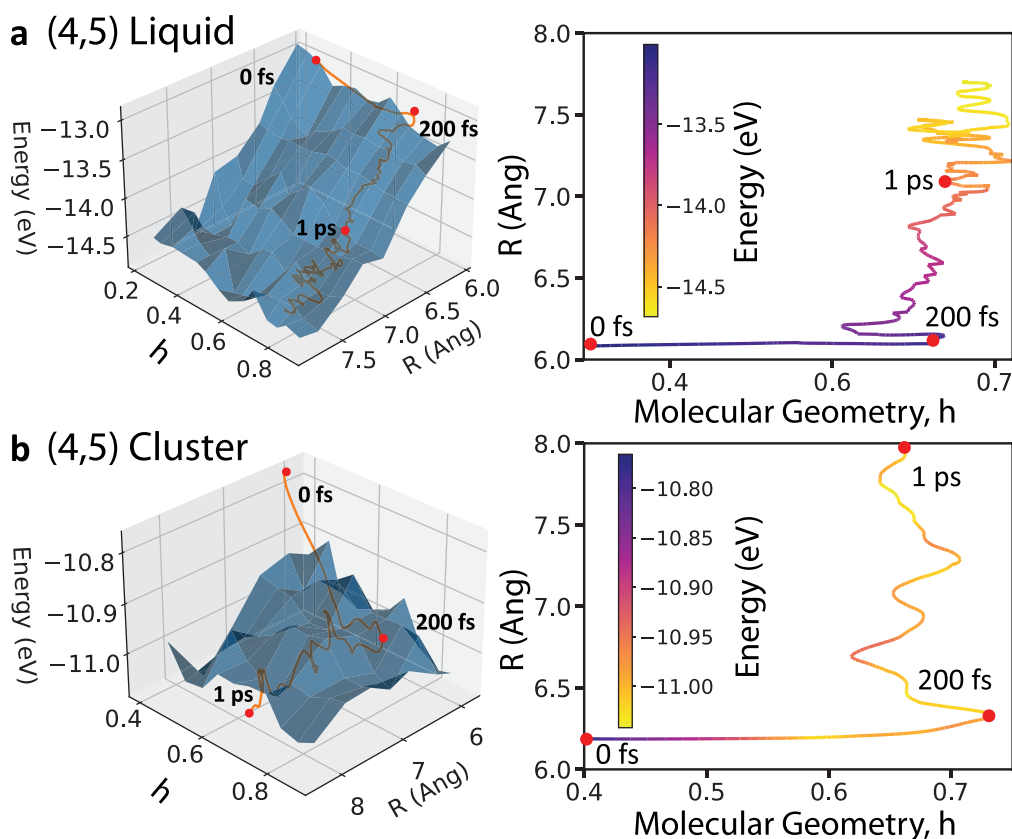 a (4,5) Liquid
0 fs
200 fs
1 ps
Energy (eV)
−13.0
−13.5
−14.0
−14.5
0.2
0.4
0.6
0.8
h
7.5
7.0
6.5
6.0
R (Ang)
8.0
7.5
7.0
6.5
6.0
R (Ang)
−13.5
−14.0
−14.5
Energy (eV)
1 ps
0 fs
200 fs
0.4
0.6
0.7
Molecular Geometry, h
b (4,5) Cluster
0 fs
200 fs
1 ps
Energy (eV)
−10.8
−10.9
−11.0
0.4
0.6
0.8
h
8
7
6
R (Ang)
8.0
7.5
7.0
6.5
6.0
R (Ang)
−10.80
−10.85
−10.90
−10.95
−11.00
Energy (eV)
1 ps
200 fs
0 fs
0.4
0.5
0.6
0.7
Molecular Geometry, h